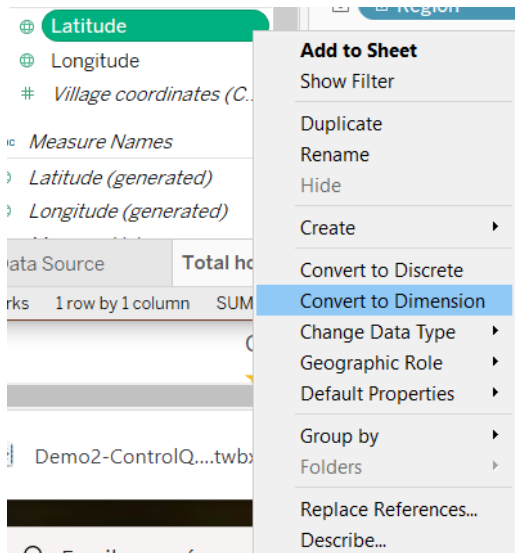 Latitude
Region
Longitude
Village coordinates (C..
Measure Names
Latitude (generated)
Longitude (generated)
ata Source
Total ho
rks 1 row by 1 column SUM
Demo2-ControlQ....twbx
Add to Sheet
Show Filter
Duplicate
Rename
Hide
Create
Convert to Discrete
Convert to Dimension
Change Data Type
Geographic Role
Default Properties
Group by
Folders
Replace References...
Describe...